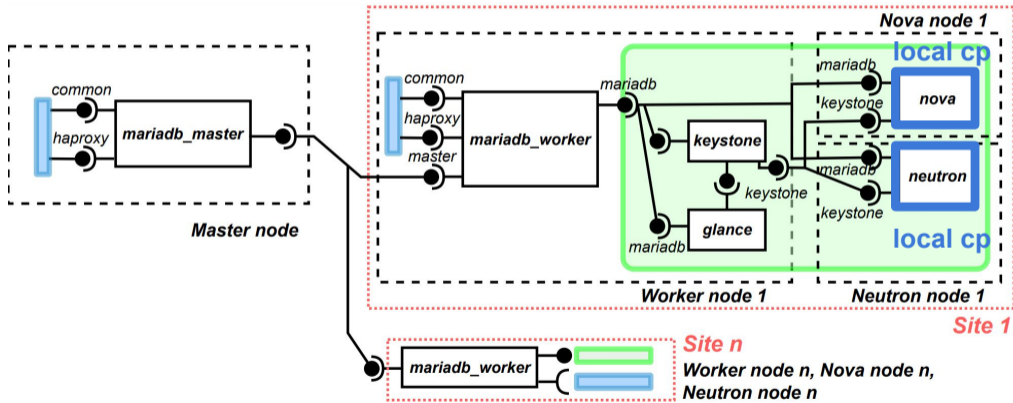 common
haproxy
mariadb_master
Master node
common
haproxy
master
mariadb_worker
mariadb
keystone
keystone
glance
mariadb
Worker node 1
Nova node 1
local cp
mariadb
keystone
nova
mariadb
keystone
neutron
local cp
Neutron node 1
Site 1
Site n
mariadb_worker
Worker node n, Nova node n,
Neutron node n